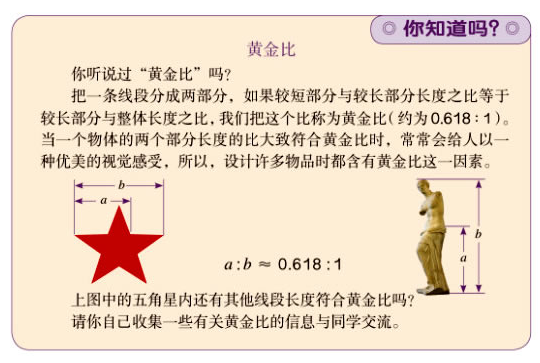 你知道吗？
黄金比
你听说过“黄金比”吗？
把一条线段分成两部分，如果较短部分与较长部分长度之比等于
较长部分与整体长度之比，我们把这个比称为黄金比（约为0.618∶1）。
当一个物体的两个部分长度的比大致符合黄金比时，常常会给人以一
种优美的视觉感受，所以，设计许多物品时都含有黄金比这一因素。
b
a
b
a
a∶b ≈ 0.618∶1
上图中的五角星内还有其他线段长度符合黄金比吗？
请你自己收集一些有关黄金比的信息与同学交流。